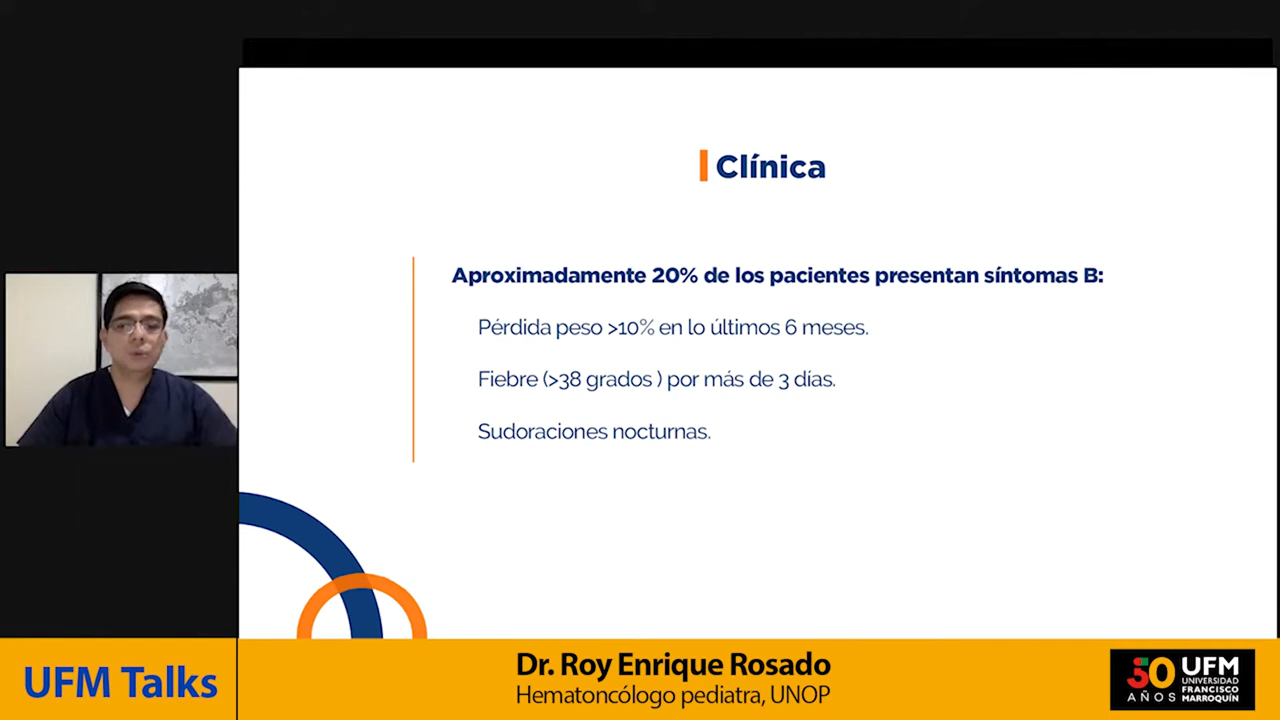 Clínica
Aproximadamente 20% de los pacientes presentan síntomas B:
Pérdida peso >10% en lo últimos 6 meses.
Fiebre (>38 grados ) por más de 3 días.
Sudoraciones nocturnas.
UFM Talks
Dr. Roy Enrique Rosado
Hematoncólogo pediatra, UNOP
50
AÑOS
UFM
UNIVERSIDAD
FRANCISCO
MARROQUÍN